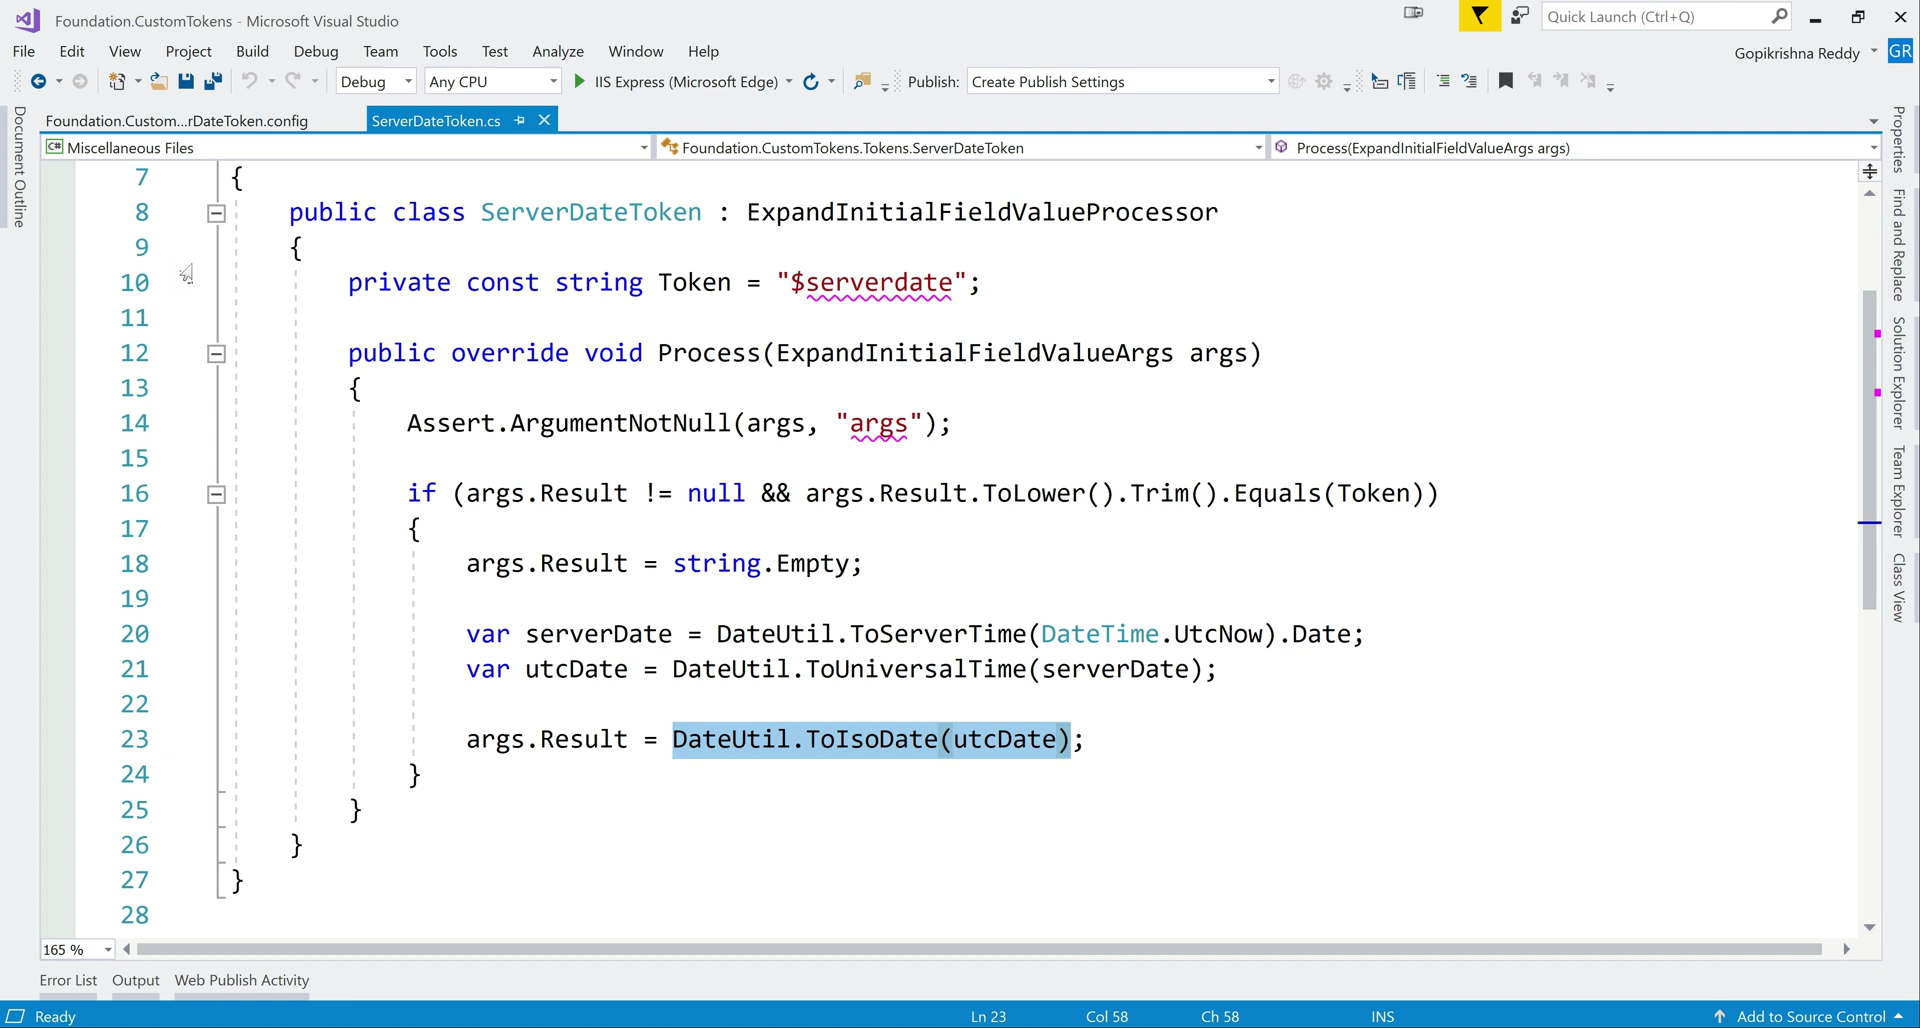 Foundation.CustomTokens - Microsoft Visual Studio
Quick Launch (Ctrl+Q)
File Edit View Project Build Debug Team Tools Test Analyze Window Help
Gopikrishna Reddy GR
Debug Any CPU IIS Express (Microsoft Edge) Publish: Create Publish Settings
Document Outline
Foundation.Custom...rDateToken.config ServerDateToken.cs
C# Miscellaneous Files Foundation.CustomTokens.Tokens.ServerDateToken Process(ExpandInitialFieldValueArgs args)
7 {
8 public class ServerDateToken : ExpandInitialFieldValueProcessor
9 {
10 private const string Token = "$serverdate";
11
12 public override void Process(ExpandInitialFieldValueArgs args)
13 {
14 Assert.ArgumentNotNull(args, "args");
15
16 if (args.Result != null && args.Result.ToLower().Trim().Equals(Token))
17 {
18 args.Result = string.Empty;
19
20 var serverDate = DateUtil.ToServerTime(DateTime.UtcNow).Date;
21 var utcDate = DateUtil.ToUniversalTime(serverDate);
22
23 args.Result = DateUtil.ToIsoDate(utcDate);
24 }
25 }
26 }
27 }
28
Properties
Find and Replace
Solution Explorer
Team Explorer
Class View
165 %
Error List Output Web Publish Activity
Ready Ln 23 Col 58 Ch 58 INS Add to Source Control